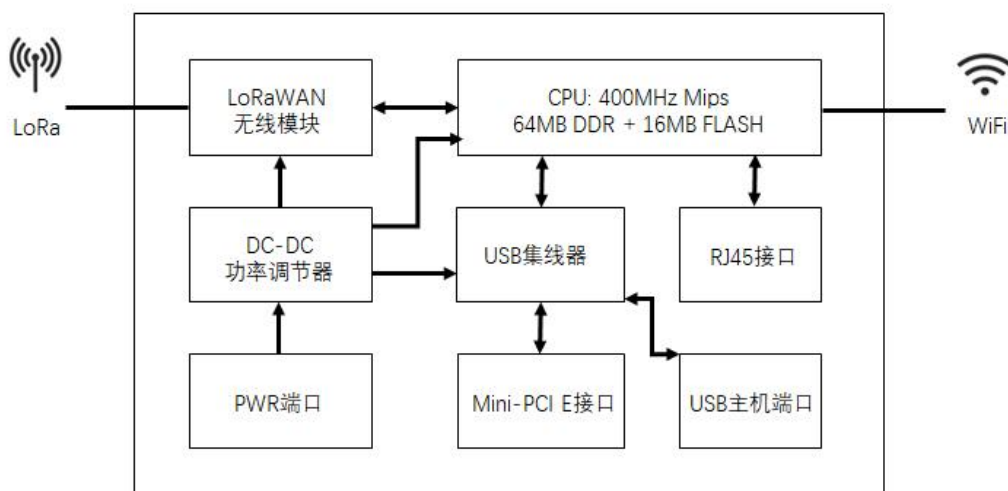 LoRa
LoRaWAN
无线模块
CPU: 400MHz Mips
64MB DDR + 16MB FLASH
WiFi
DC-DC
功率调节器
USB集线器
RJ45接口
PWR端口
Mini-PCI E接口
USB主机端口